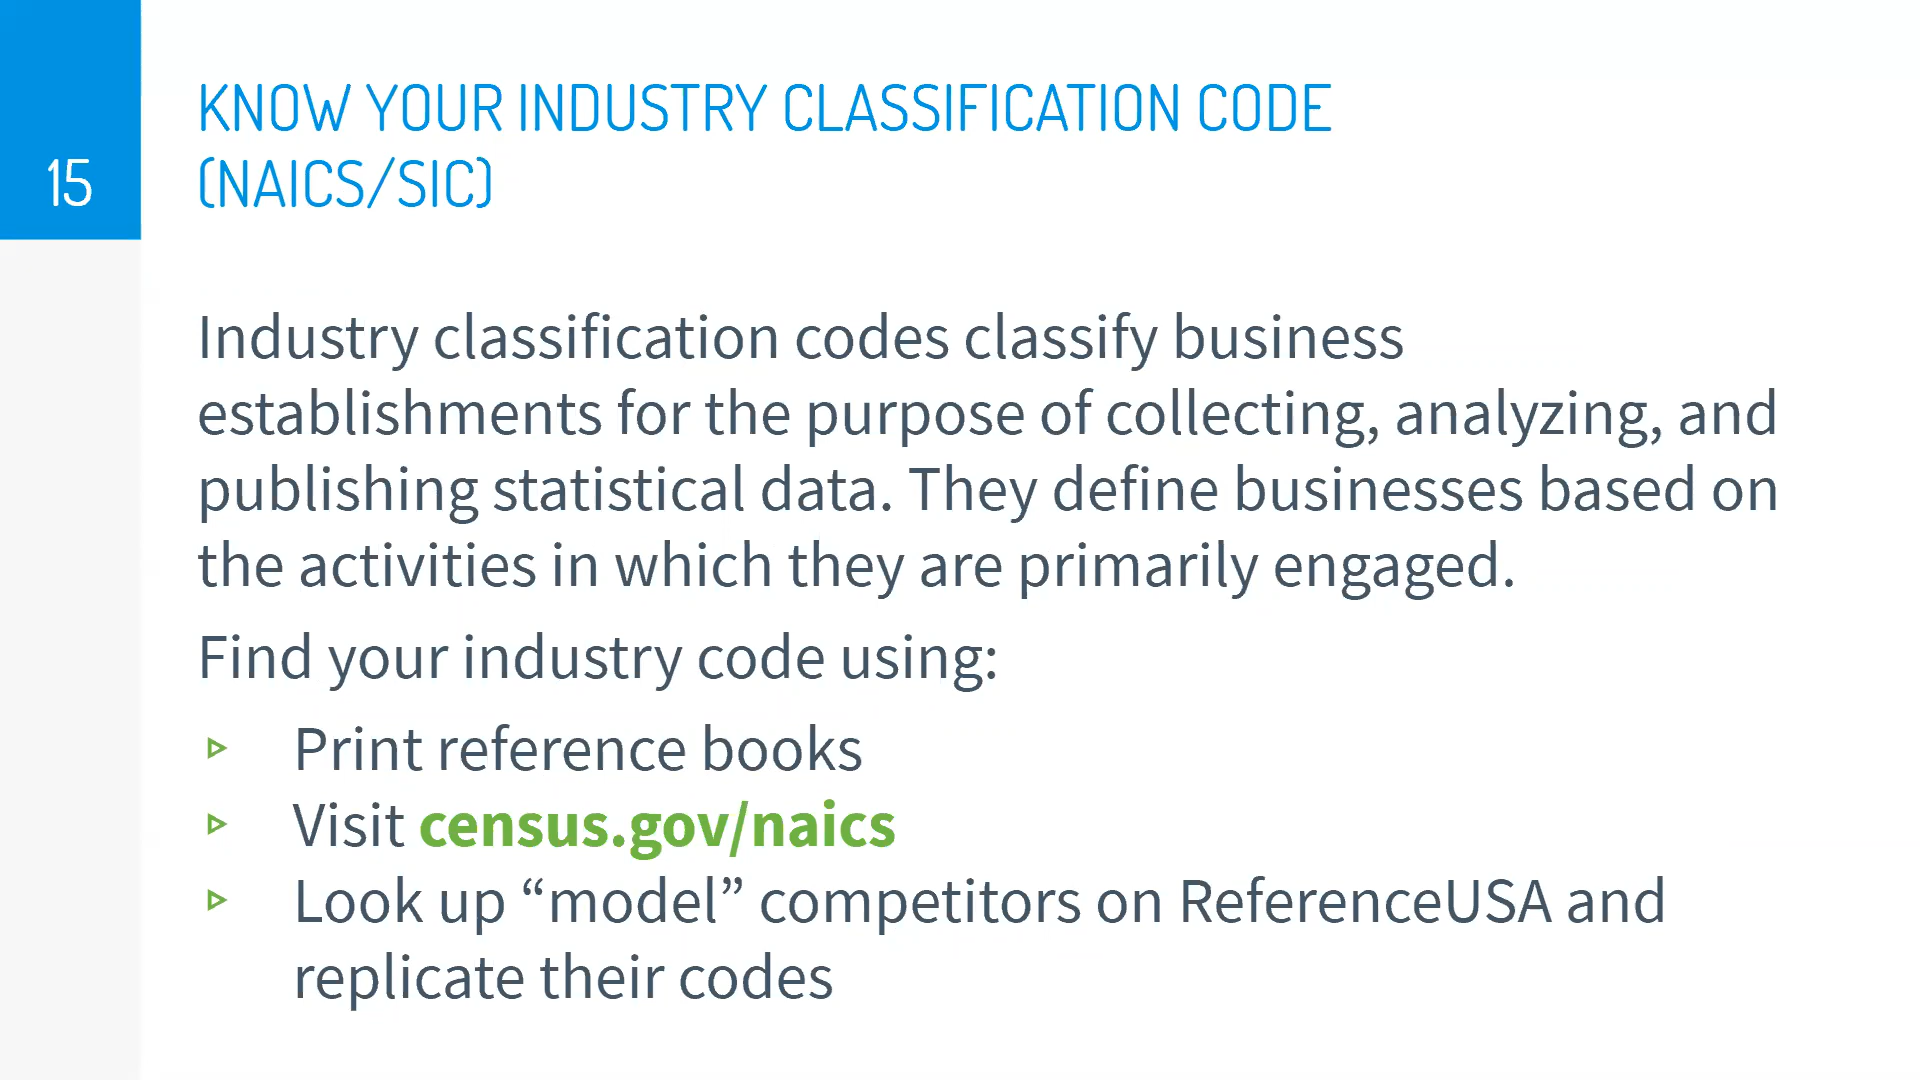 15
KNOW YOUR INDUSTRY CLASSIFICATION CODE
(NAICS/SIC)
Industry classification codes classify business
establishments for the purpose of collecting, analyzing, and
publishing statistical data. They define businesses based on
the activities in which they are primarily engaged.
Find your industry code using:
Print reference books
Visit census.gov/naics
Look up “model” competitors on ReferenceUSA and
replicate their codes